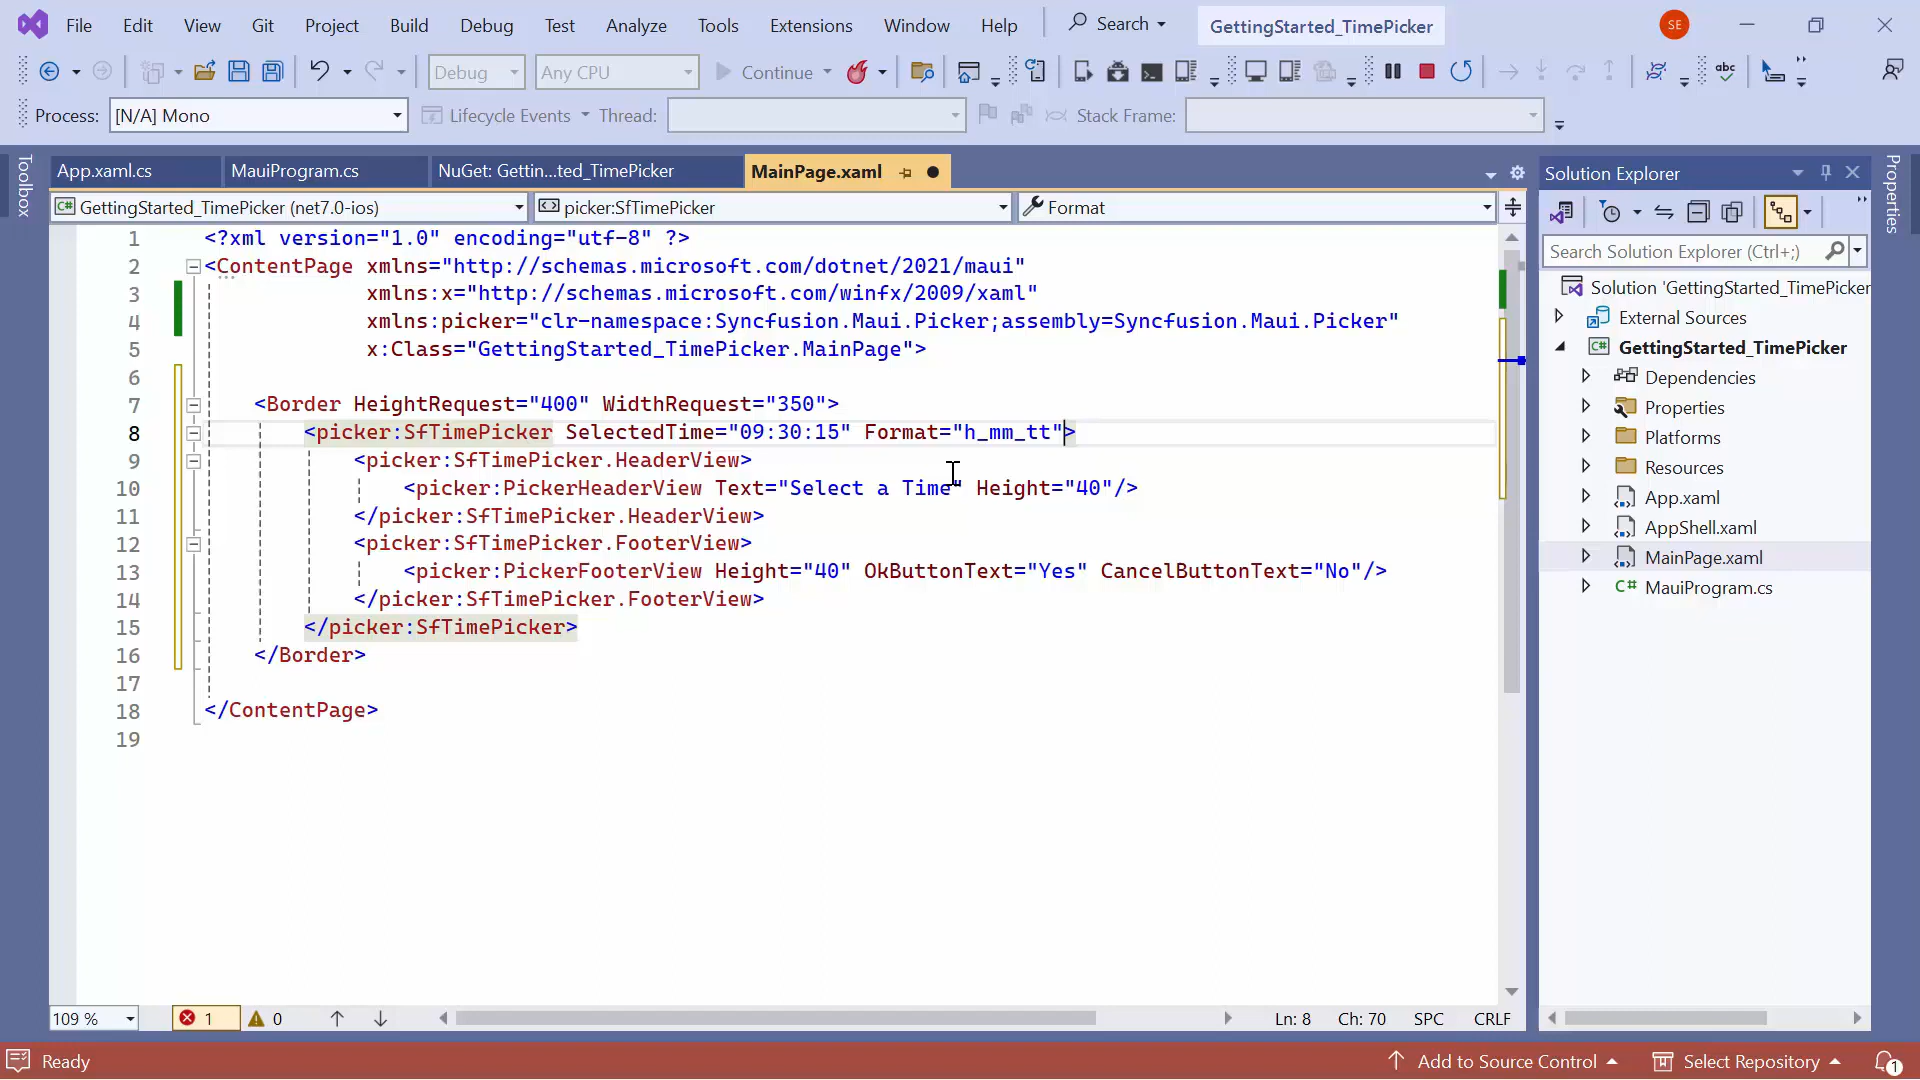 File Edit View Git Project Build Debug Test Analyze Tools Extensions Window Help Search GettingStarted_TimePicker SE
Debug Any CPU Continue abc
Process: [N/A] Mono Lifecycle Events Thread: Stack Frame:
Toolbox
App.xaml.cs MauiProgram.cs NuGet: Gettin...ted_TimePicker MainPage.xaml
GettingStarted_TimePicker (net7.0-ios) picker:SfTimePicker Format
1 <?xml version="1.0" encoding="utf-8" ?>
2 <ContentPage xmlns="http://schemas.microsoft.com/dotnet/2021/maui"
3 xmlns:x="http://schemas.microsoft.com/winfx/2009/xaml"
4 xmlns:picker="clr-namespace:Syncfusion.Maui.Picker;assembly=Syncfusion.Maui.Picker"
5 x:Class="GettingStarted_TimePicker.MainPage">
6
7 <Border HeightRequest="400" WidthRequest="350">
8 <picker:SfTimePicker SelectedTime="09:30:15" Format="h_mm_tt">
9 <picker:SfTimePicker.HeaderView>
10 <picker:PickerHeaderView Text="Select a Time" Height="40"/>
11 </picker:SfTimePicker.HeaderView>
12 <picker:SfTimePicker.FooterView>
13 <picker:PickerFooterView Height="40" OkButtonText="Yes" CancelButtonText="No"/>
14 </picker:SfTimePicker.FooterView>
15 </picker:SfTimePicker>
16 </Border>
17
18 </ContentPage>
19
109 % 1 0 Ln: 8 Ch: 70 SPC CRLF
Solution Explorer
Search Solution Explorer (Ctrl+;)
Solution 'GettingStarted_TimePicker
External Sources
GettingStarted_TimePicker
Dependencies
Properties
Platforms
Resources
App.xaml
AppShell.xaml
MainPage.xaml
C# MauiProgram.cs
Properties
Ready Add to Source Control Select Repository 1